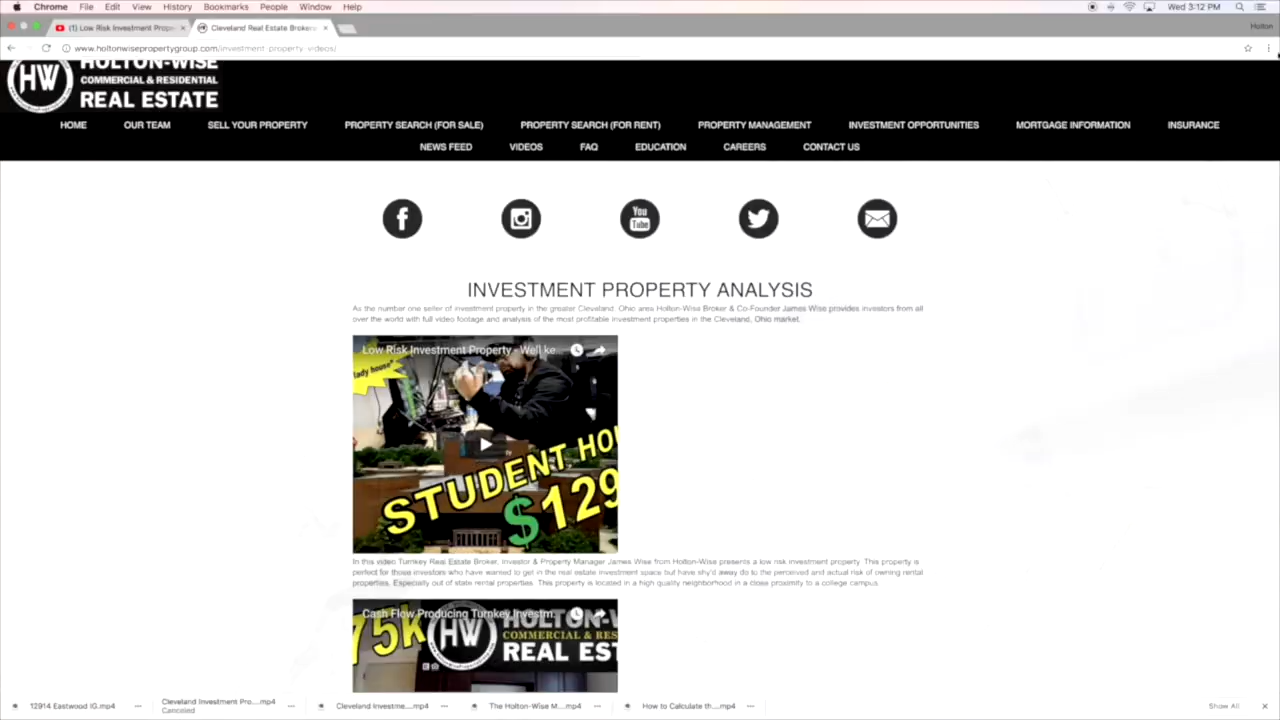 Chrome File Edit View History Bookmarks People Window Help Wed 3:12 PM
(1) Low Risk Investment Prop Cleveland Real Estate Brokers Holton
www.holtonwisepropertygroup.com/investment-property-videos/
HW
HOLTON-WISE
COMMERCIAL & RESIDENTIAL
REAL ESTATE
HOME OUR TEAM SELL YOUR PROPERTY PROPERTY SEARCH (FOR SALE) PROPERTY SEARCH (FOR RENT) PROPERTY MANAGEMENT INVESTMENT OPPORTUNITIES MORTGAGE INFORMATION INSURANCE
NEWS FEED VIDEOS FAQ EDUCATION CAREERS CONTACT US
You
Tube
INVESTMENT PROPERTY ANALYSIS
As the number one seller of investment property in the greater Cleveland, Ohio area Holton-Wise Broker & Co-Founder James Wise provides investors from all
over the world with full video footage and analysis of the most profitable investment properties in the Cleveland, Ohio market.
Low Risk Investment Property - Well ke...
lady house"
STUDENT HOU
$129
In this video Turnkey Real Estate Broker, Investor & Property Manager James Wise from Holton-Wise presents a low risk investment property. This property is
perfect for those investors who have wanted to get in the real estate investment space but have shy'd away do to the perceived and actual risk of owning rental
properties. Especially out of state rental properties. This property is located in a high quality neighborhood in a close proximity to a college campus.
Cash Flow Producing Turnkey Investm...
75k
HW
HOLTON-W
COMMERCIAL & RES
REAL EST
12914 Eastwood IG.mp4 Cleveland Investment Pro....mp4 Cleveland Investme....mp4 The Holton-Wise M....mp4 How to Calculate th....mp4 Show All
Canceled